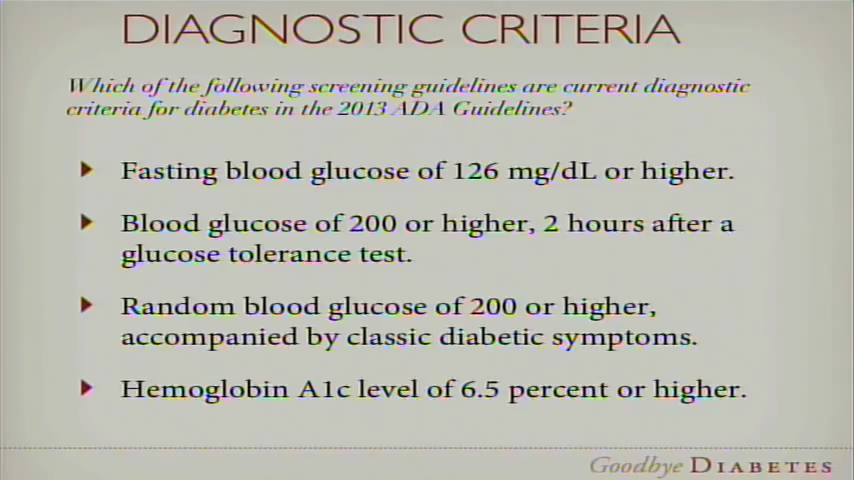 DIAGNOSTIC CRITERIA
Which of the following screening guidelines are current diagnostic
criteria for diabetes in the 2013 ADA Guidelines?
Fasting blood glucose of 126 mg/dL or higher.
Blood glucose of 200 or higher, 2 hours after a
glucose tolerance test.
Random blood glucose of 200 or higher,
accompanied by classic diabetic symptoms.
Hemoglobin A1c level of 6.5 percent or higher.
Goodbye DIABETES